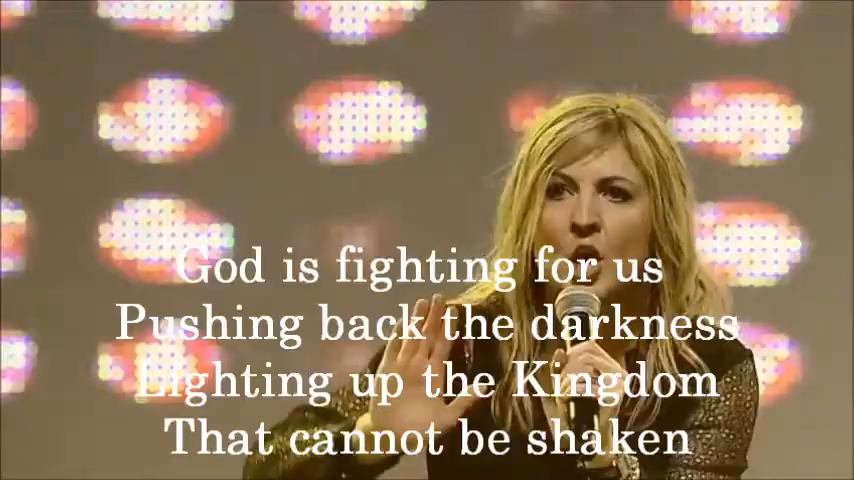 God is fighting for us
Pushing back the darkness
Lighting up the Kingdom
That cannot be shaken